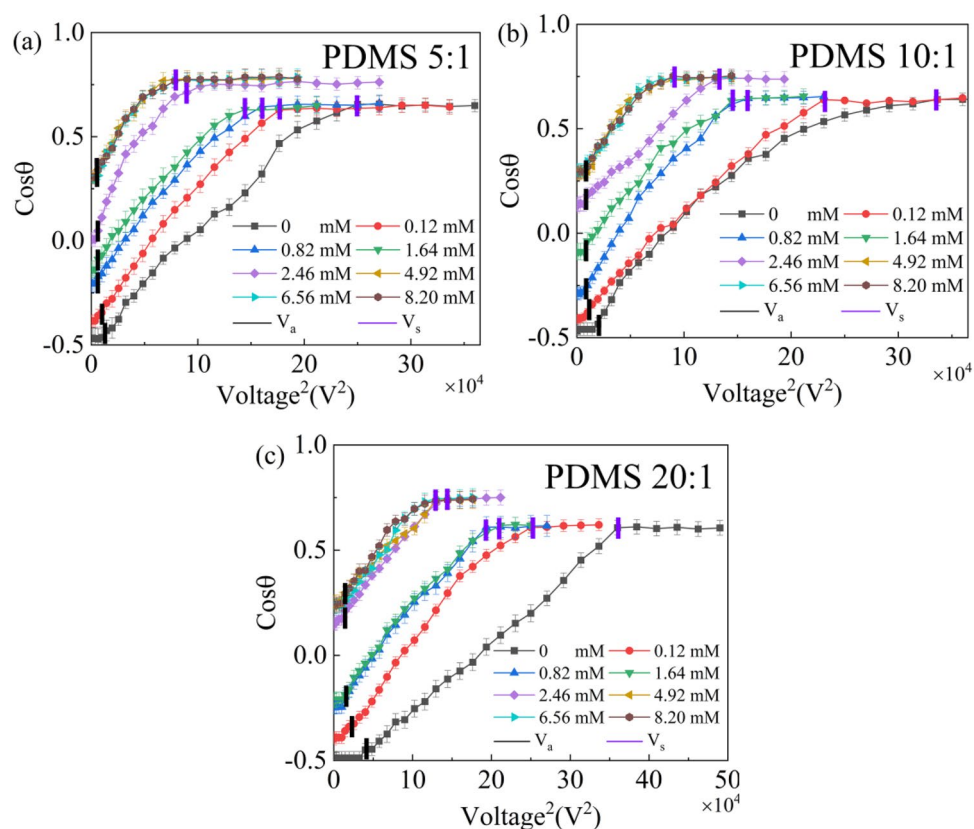 (a)
PDMS 5:1
1.0
0.5
0.0
-0.5
Cosθ
0 mM
0.12 mM
0.82 mM
1.64 mM
2.46 mM
4.92 mM
6.56 mM
8.20 mM
Vₐ
Vₛ
0 10 20 30
×10⁴
Voltage²(V²)
(b)
PDMS 10:1
1.0
0.5
0.0
-0.5
Cosθ
0 mM
0.12 mM
0.82 mM
1.64 mM
2.46 mM
4.92 mM
6.56 mM
8.20 mM
Vₐ
Vₛ
0 10 20 30
×10⁴
Voltage²(V²)
(c)
PDMS 20:1
1.0
0.5
0.0
-0.5
Cosθ
0 mM
0.12 mM
0.82 mM
1.64 mM
2.46 mM
4.92 mM
6.56 mM
8.20 mM
Vₐ
Vₛ
0 10 20 30 40 50
×10⁴
Voltage²(V²)